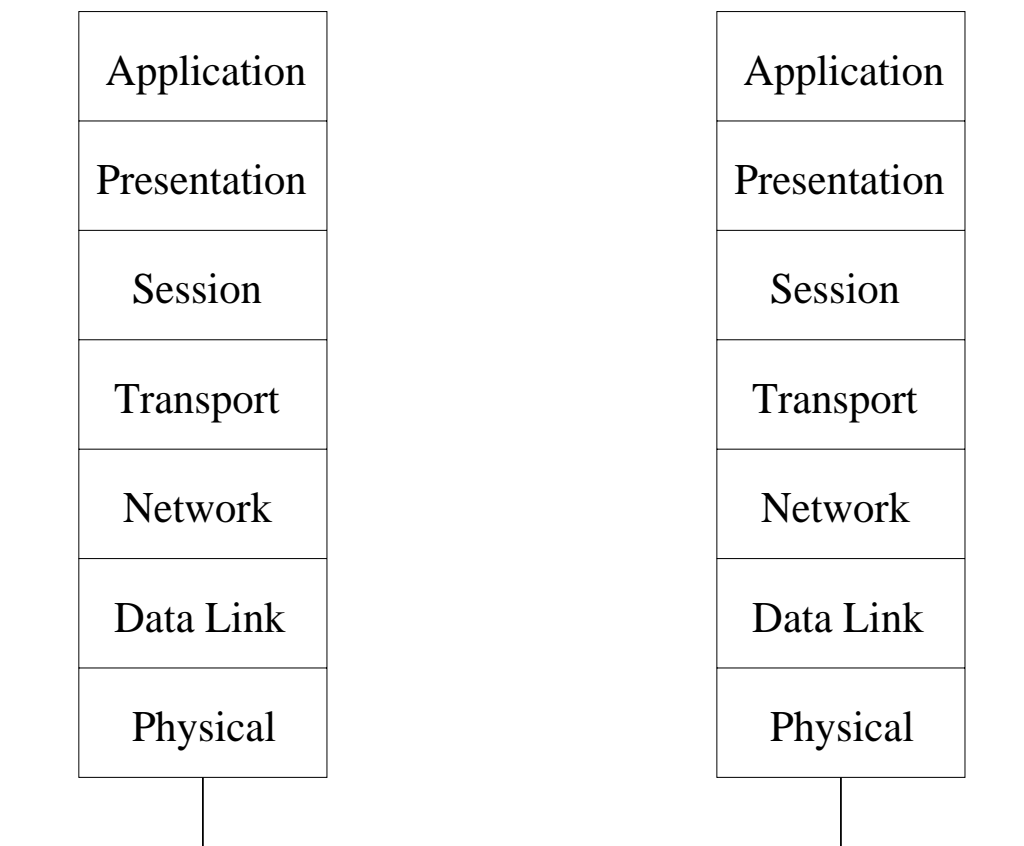 Application
Presentation
Session
Transport
Network
Data Link
Physical
Application
Presentation
Session
Transport
Network
Data Link
Physical